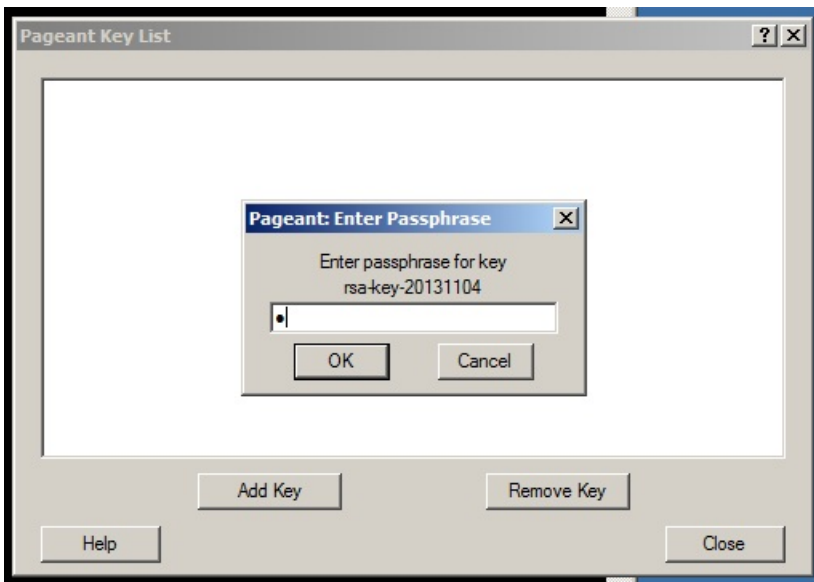 Pageant Key List
Pageant: Enter Passphrase
Enter passphrase for key
rsa-key-20131104
OK
Cancel
Add Key
Remove Key
Help
Close